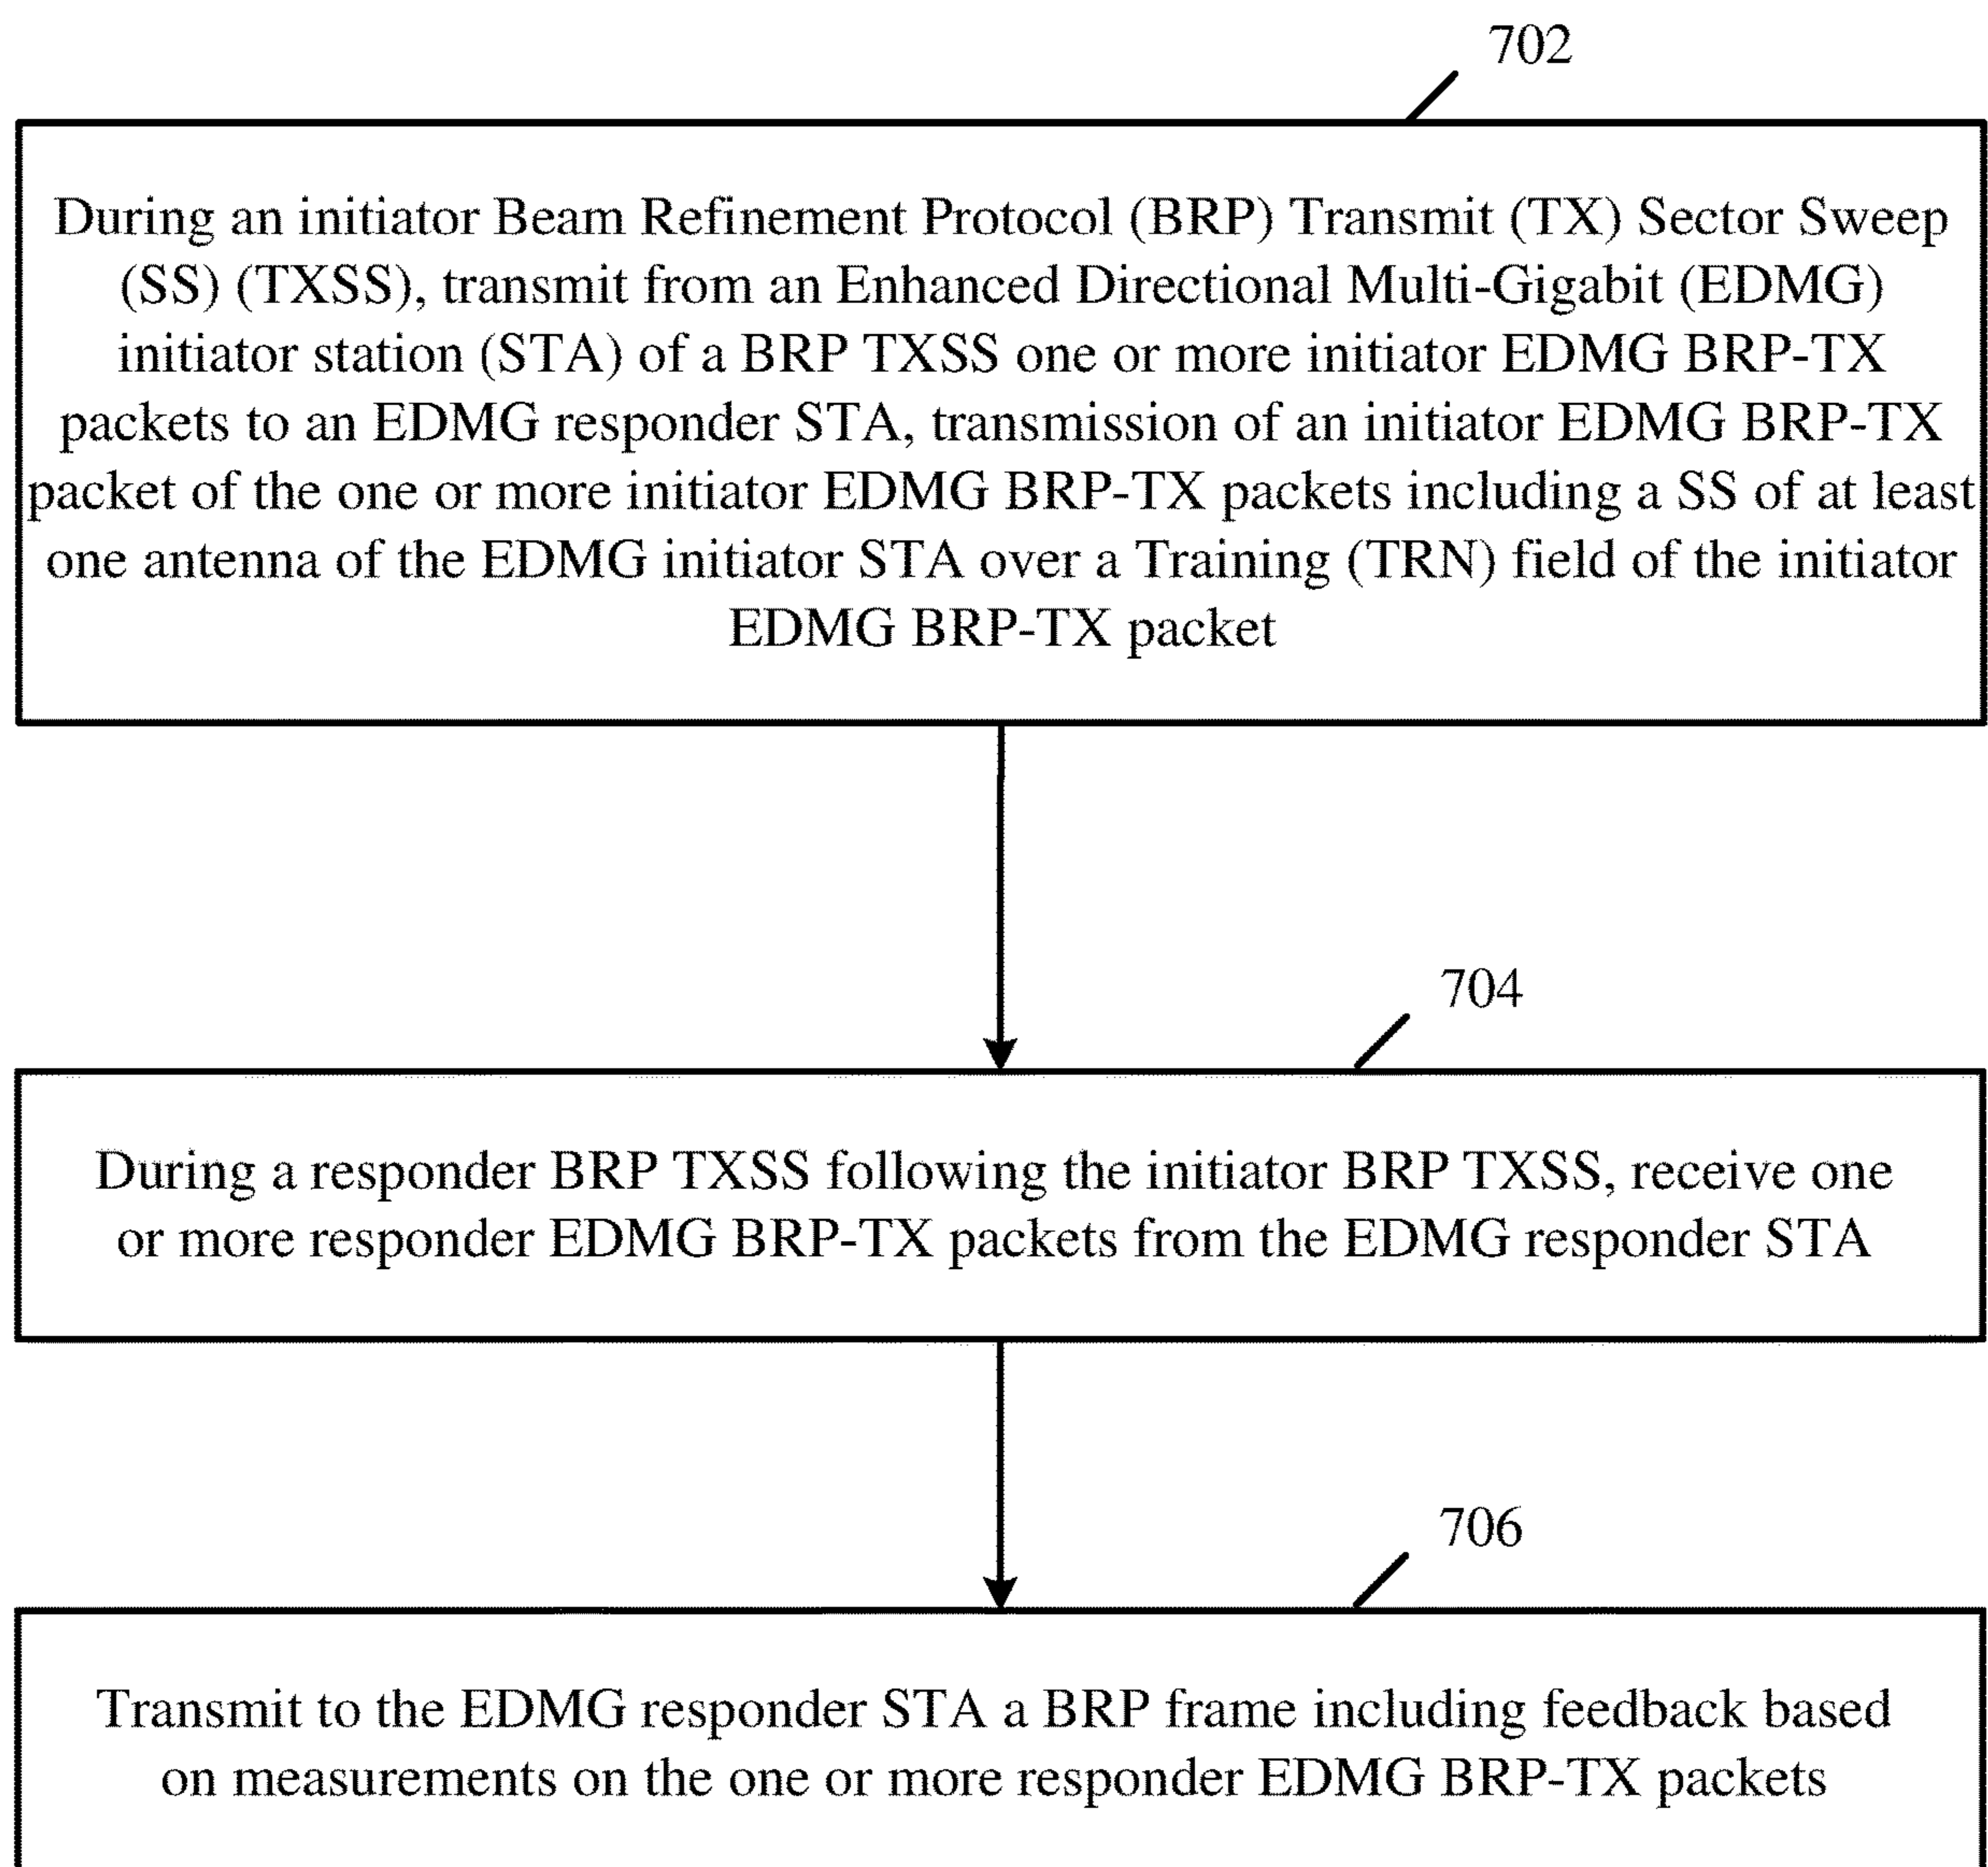 702
During an initiator Beam Refinement Protocol (BRP) Transmit (TX) Sector Sweep
(SS) (TXSS), transmit from an Enhanced Directional Multi-Gigabit (EDMG)
initiator station (STA) of a BRP TXSS one or more initiator EDMG BRP-TX
packets to an EDMG responder STA, transmission of an initiator EDMG BRP-TX
packet of the one or more initiator EDMG BRP-TX packets including a SS of at least
one antenna of the EDMG initiator STA over a Training (TRN) field of the initiator
EDMG BRP-TX packet
704
During a responder BRP TXSS following the initiator BRP TXSS, receive one
or more responder EDMG BRP-TX packets from the EDMG responder STA
706
Transmit to the EDMG responder STA a BRP frame including feedback based
on measurements on the one or more responder EDMG BRP-TX packets